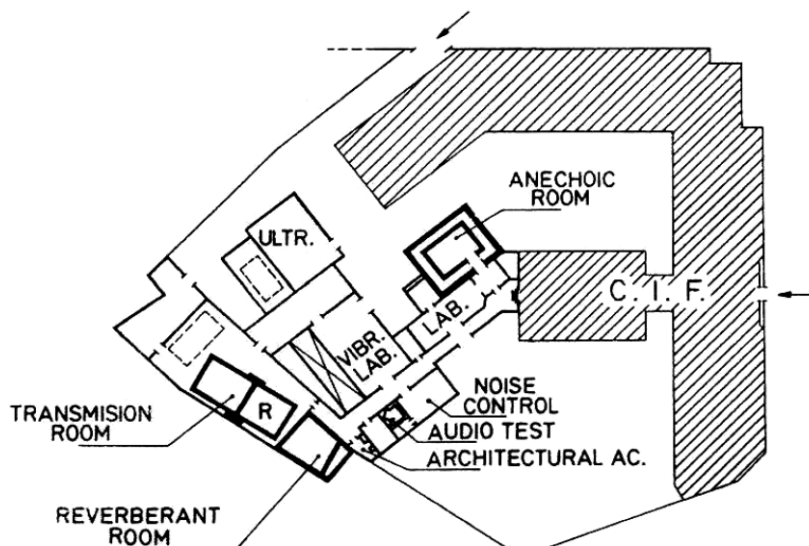 ANECHOIC
ROOM
ULTR.
C. I. F.
LAB.
VIBR.
LAB.
NOISE
CONTROL
TRANSMISION
ROOM
R
AUDIO TEST
ARCHITECTURAL AC.
REVERBERANT
ROOM